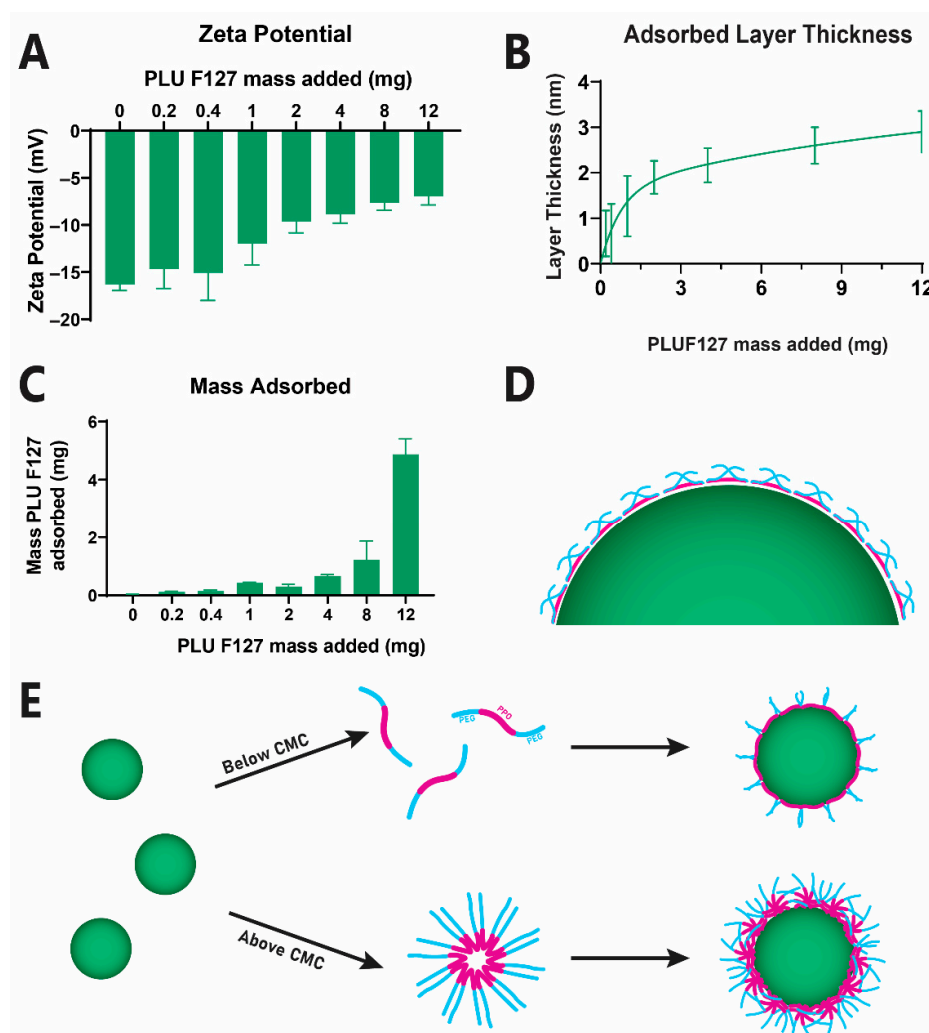 A
Zeta Potential
PLU F127 mass added (mg)
0 0.2 0.4 1 2 4 8 12
Zeta Potential (mV)
0
–5
–10
–15
–20
B
Adsorbed Layer Thickness
Layer Thickness (nm)
4
3
2
1
0
0 3 6 9 12
PLUF127 mass added (mg)
C
Mass Adsorbed
Mass PLU F127
adsorbed (mg)
6
4
2
0
0 0.2 0.4 1 2 4 8 12
PLU F127 mass added (mg)
D
E
Below CMC
PEG PPG PEG
Above CMC